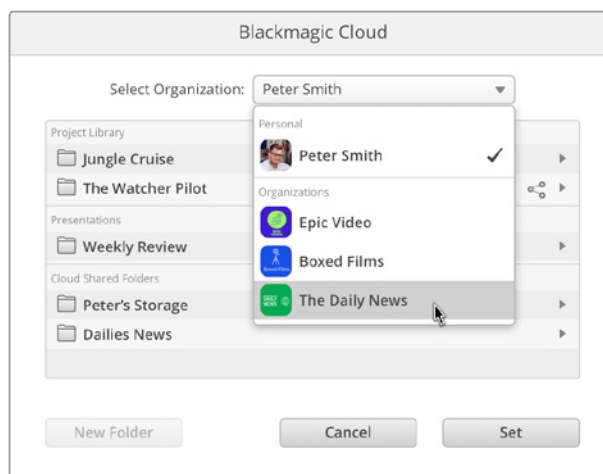 Blackmagic Cloud
Select Organization: Peter Smith
Project Library
Jungle Cruise
The Watcher Pilot
Presentations
Weekly Review
Cloud Shared Folders
Peter's Storage
Dailies News
Personal
Peter Smith
Organizations
Epic Video
Boxed Films
DAILY NEWS
The Daily News
New Folder
Cancel
Set